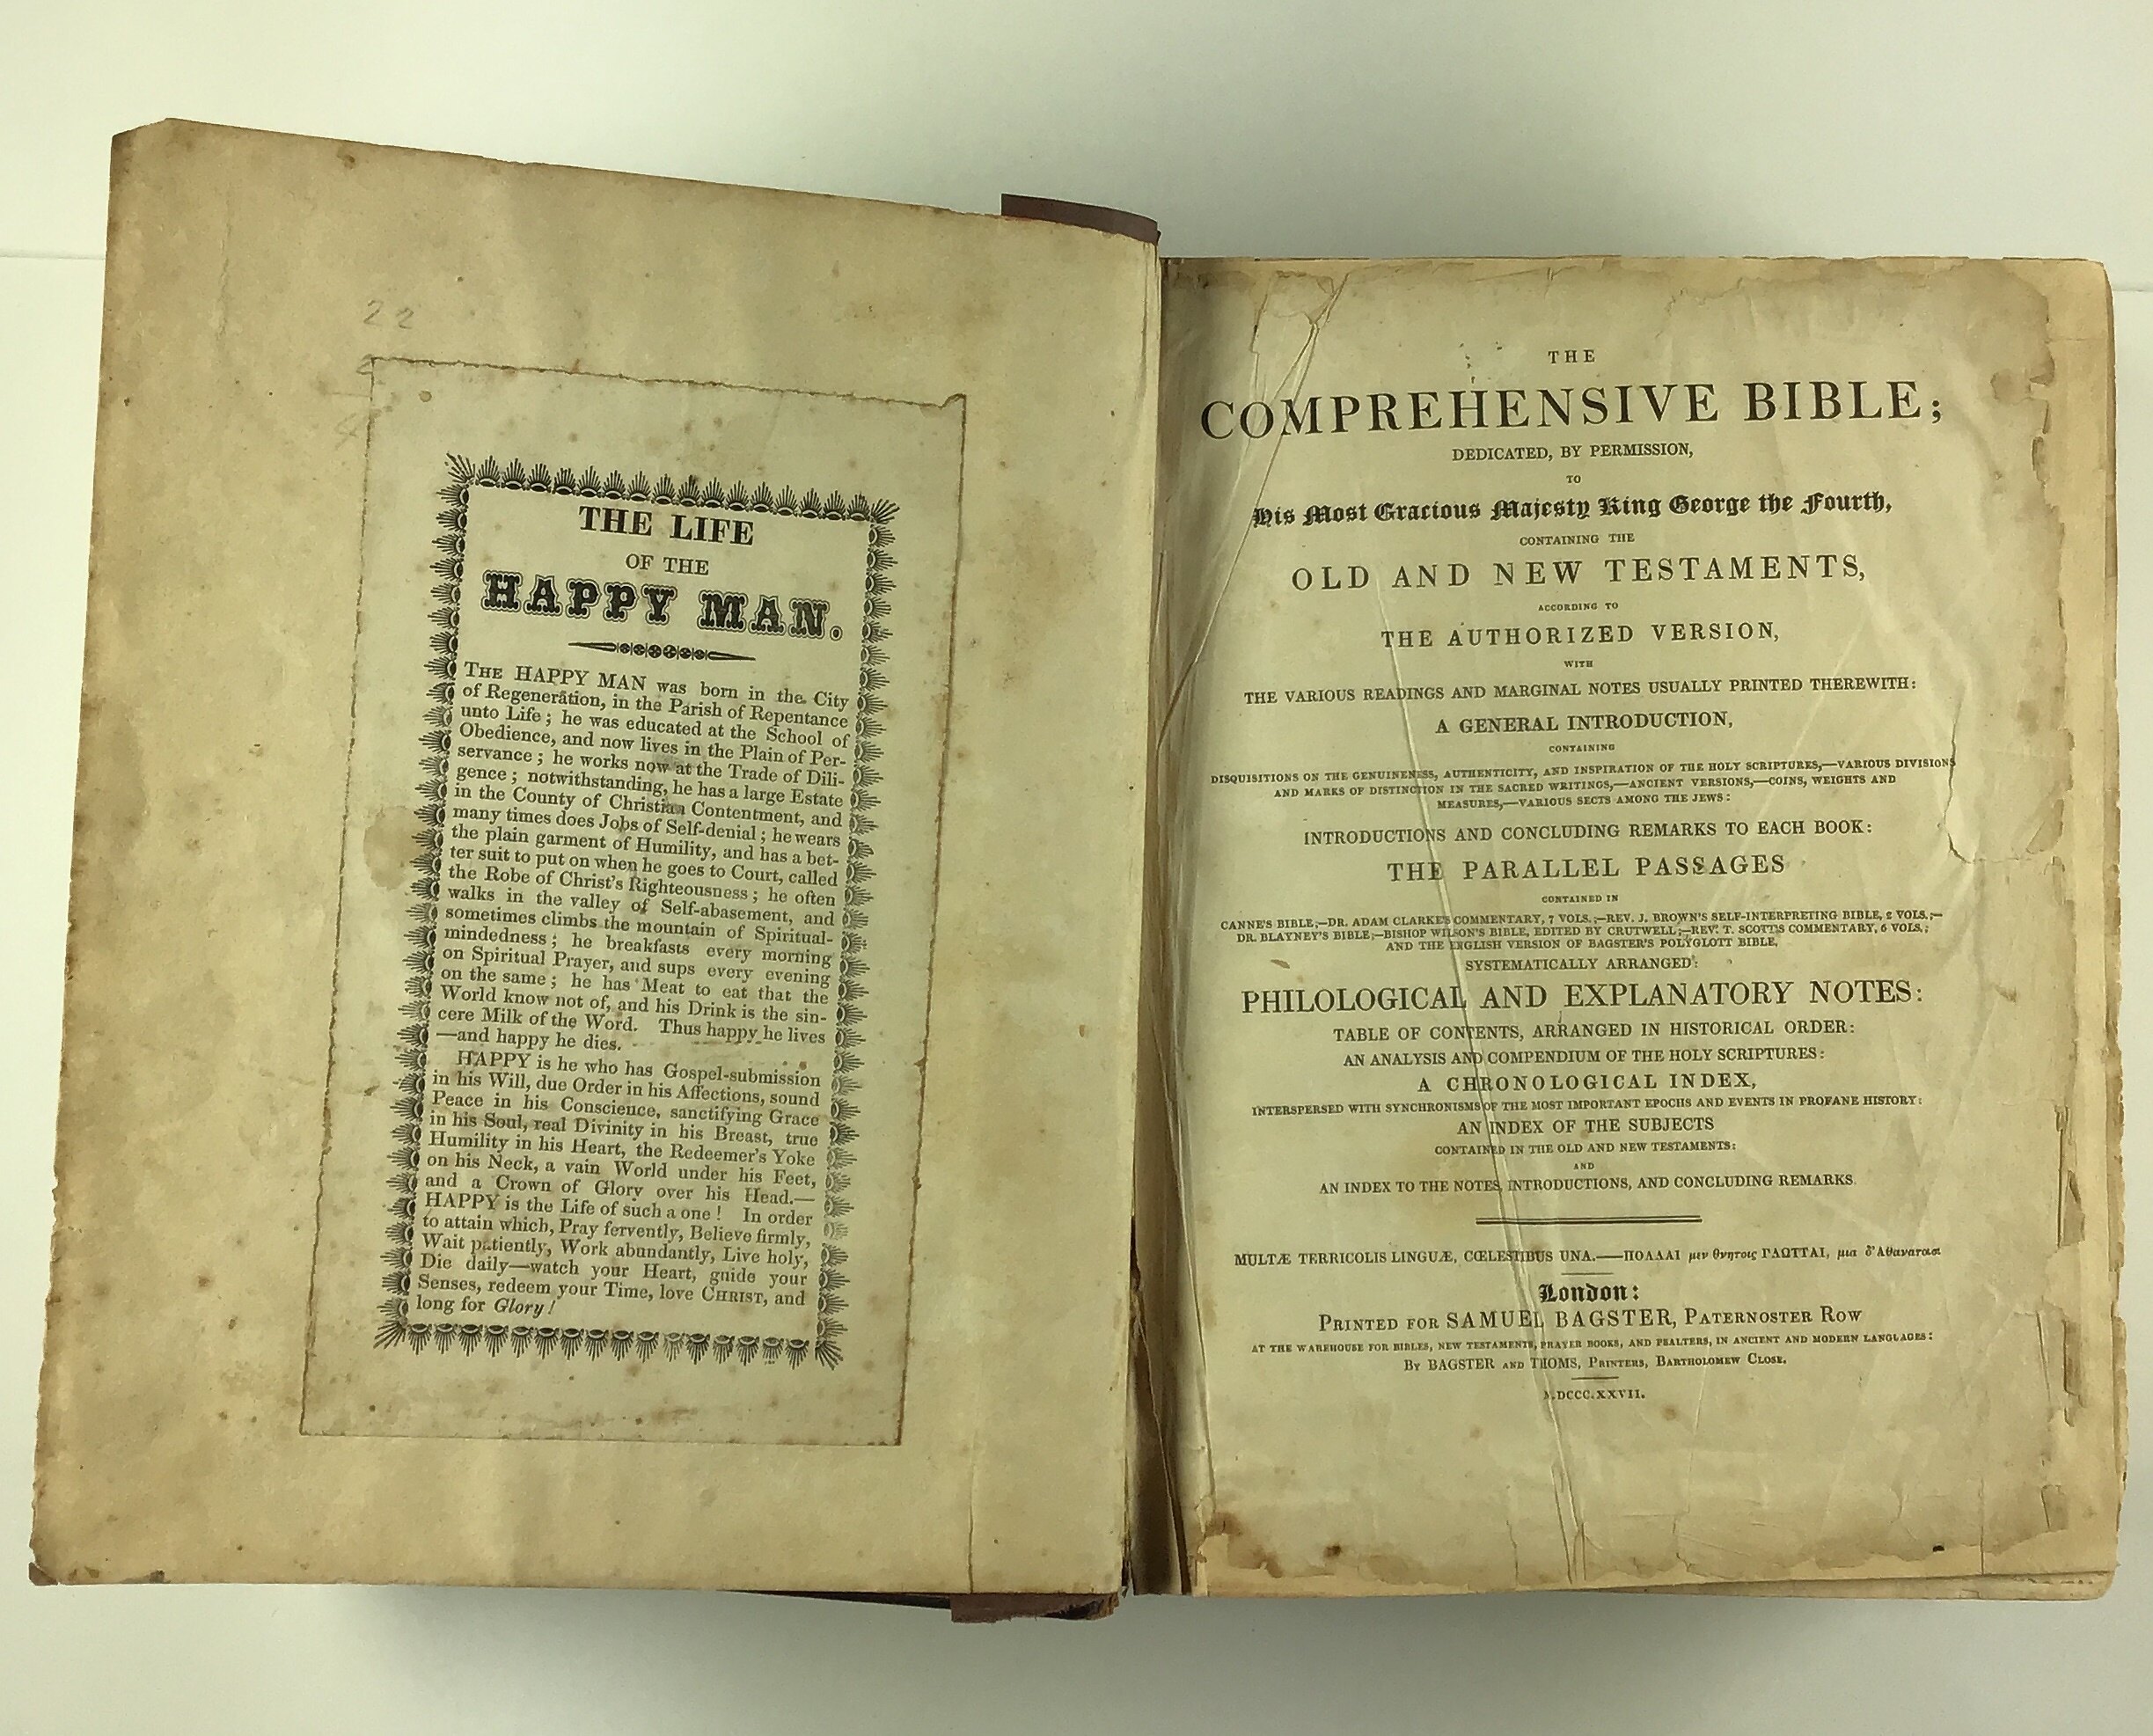 22
THE LIFE
OF THE
HAPPY MAN.
THE HAPPY MAN was born in the City
of Regeneration, in the Parish of Repentance
unto Life; he was educated at the School of
Obedience, and now lives in the Plain of Per-
servance; he works now at the Trade of Dili-
gence; notwithstanding, he has a large Estate
in the County of Christian Contentment, and
many times does Jobs of Self-denial; he wears
the plain garment of Humility, and has a bet-
ter suit to put on when he goes to Court, called
the Robe of Christ's Righteousness; he often
walks in the valley of Self-abasement, and
sometimes climbs the mountain of Spiritual-
mindedness; he breakfasts every morning
on Spiritual Prayer, and sups every evening
on the same; he has Meat to eat that the
World know not of, and his Drink is the sin-
cere Milk of the Word. Thus happy he lives
—and happy he dies.
HAPPY is he who has Gospel-submission
in his Will, due Order in his Affections, sound
Peace in his Conscience, sanctifying Grace
in his Soul, real Divinity in his Breast, true
Humility in his Heart, the Redeemer's Yoke
on his Neck, a vain World under his Feet,
and a Crown of Glory over his Head.—
HAPPY is the Life of such a one! In order
to attain which, Pray fervently, Believe firmly,
Wait patiently, Work abundantly, Live holy,
Die daily—watch your Heart, guide your
Senses, redeem your Time, love CHRIST, and
long for Glory!
THE
COMPREHENSIVE BIBLE;
DEDICATED, BY PERMISSION,
TO
His Most Gracious Majesty King George the Fourth,
CONTAINING THE
OLD AND NEW TESTAMENTS,
ACCORDING TO
THE AUTHORIZED VERSION,
WITH
THE VARIOUS READINGS AND MARGINAL NOTES USUALLY PRINTED THEREWITH:
A GENERAL INTRODUCTION,
CONTAINING
DISQUISITIONS ON THE GENUINENESS, AUTHENTICITY, AND INSPIRATION OF THE HOLY SCRIPTURES,—VARIOUS DIVISIONS
AND MARKS OF DISTINCTION IN THE SACRED WRITINGS,—ANCIENT VERSIONS,—COINS, WEIGHTS AND
MEASURES,—VARIOUS SECTS AMONG THE JEWS:
INTRODUCTIONS AND CONCLUDING REMARKS TO EACH BOOK:
THE PARALLEL PASSAGES
CONTAINED IN
CANNE'S BIBLE;—DR. ADAM CLARKE'S COMMENTARY, 7 VOLS.;—REV. J. BROWN'S SELF-INTERPRETING BIBLE, 2 VOLS.;—
DR. BLAYNEY'S BIBLE;—BISHOP WILSON'S BIBLE, EDITED BY CRUTWELL;—REV. T. SCOTT'S COMMENTARY, 6 VOLS.;
AND THE ENGLISH VERSION OF BAGSTER'S POLYGLOTT BIBLE,
SYSTEMATICALLY ARRANGED:
PHILOLOGICAL AND EXPLANATORY NOTES:
TABLE OF CONTENTS, ARRANGED IN HISTORICAL ORDER:
AN ANALYSIS AND COMPENDIUM OF THE HOLY SCRIPTURES:
A CHRONOLOGICAL INDEX,
INTERSPERSED WITH SYNCHRONISMS OF THE MOST IMPORTANT EPOCHS AND EVENTS IN PROFANE HISTORY:
AN INDEX OF THE SUBJECTS
CONTAINED IN THE OLD AND NEW TESTAMENTS:
AND
AN INDEX TO THE NOTES, INTRODUCTIONS, AND CONCLUDING REMARKS.
MULTÆ TERRICOLIS LINGUÆ, CŒLESTIBUS UNA.—ΠΟΛΛΑΙ μεν θνητοις ΓΛΩΤΤΑΙ, μια δ'Αθανατοισι
London:
PRINTED FOR SAMUEL BAGSTER, PATERNOSTER ROW
AT THE WAREHOUSE FOR BIBLES, NEW TESTAMENTS, PRAYER BOOKS, AND PSALTERS, IN ANCIENT AND MODERN LANGUAGES:
BY BAGSTER AND THOMS, PRINTERS, BARTHOLOMEW CLOSE.
M.DCCC.XXVII.